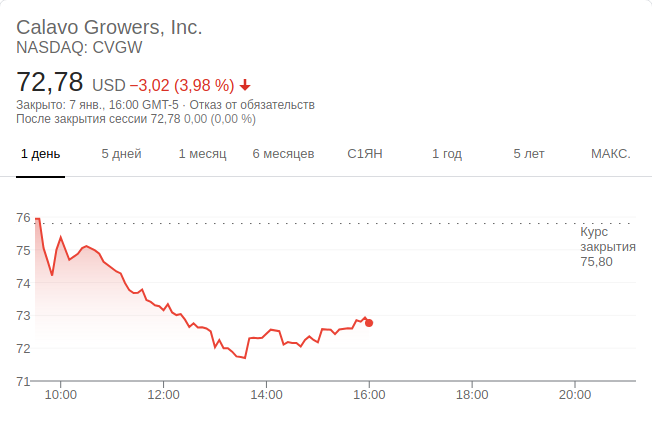 Calavo Growers, Inc.
NASDAQ: CVGW
72,78 USD −3,02 (3,98 %)
Закрыто: 7 янв., 16:00 GMT-5 · Отказ от обязательств
После закрытия сессии 72,78 0,00 (0,00 %)
1 день 5 дней 1 месяц 6 месяцев С1ЯН 1 год 5 лет МАКС.
76
Курс
закрытия
75,80
75
74
73
72
71
10:00 12:00 14:00 16:00 18:00 20:00